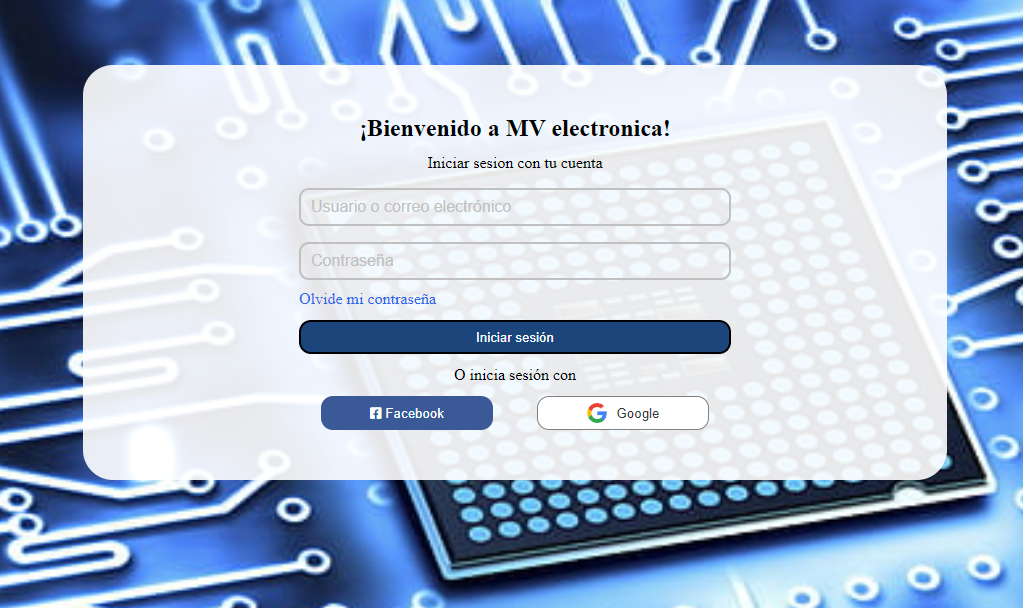 ¡Bienvenido a MV electronica!
Iniciar sesion con tu cuenta
Usuario o correo electrónico
Contraseña
Olvide mi contraseña
Iniciar sesión
O inicia sesión con
Facebook
Google